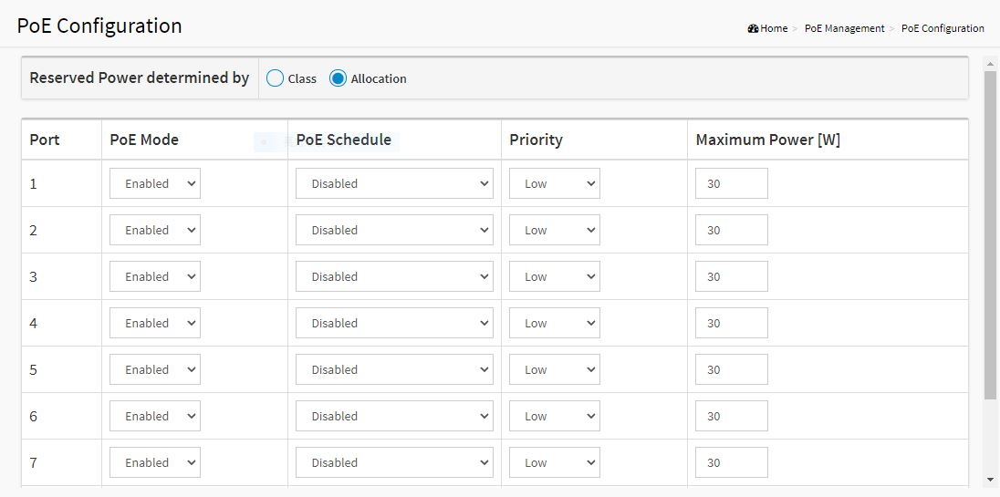 PoE Configuration
Home > PoE Management > PoE Configuration
Reserved Power determined by Class Allocation
Port PoE Mode PoE Schedule Priority Maximum Power [W]
1 Enabled Disabled Low 30
2 Enabled Disabled Low 30
3 Enabled Disabled Low 30
4 Enabled Disabled Low 30
5 Enabled Disabled Low 30
6 Enabled Disabled Low 30
7 Enabled Disabled Low 30